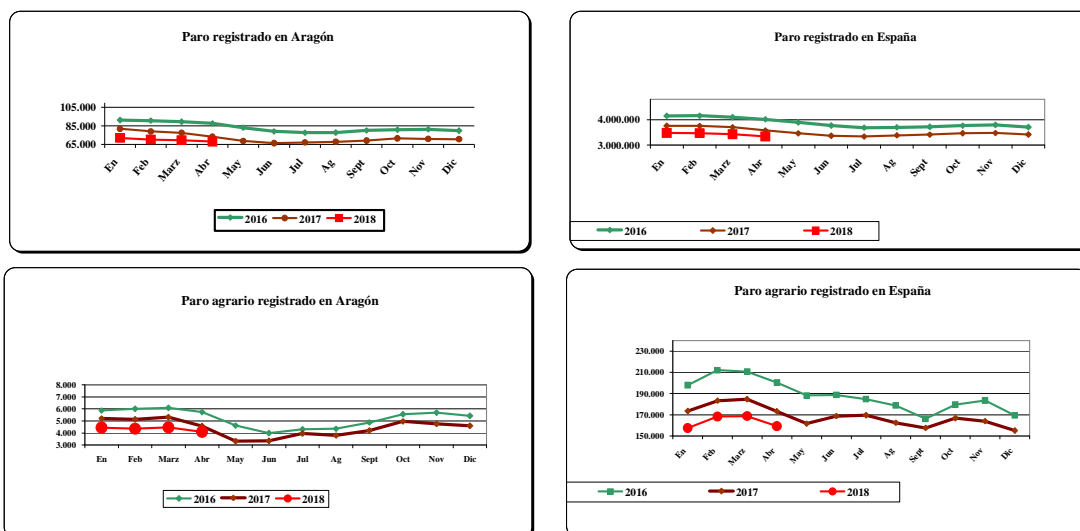 Paro registrado en Aragón
105.000
85.000
65.000
En Feb Marz Abr May Jun Jul Ag Sept Oct Nov Dic
2016 2017 2018
Paro registrado en España
4.000.000
3.000.000
En Feb Marz Abr May Jun Jul Ag Sept Oct Nov Dic
2016 2017 2018
Paro agrario registrado en Aragón
8.000
7.000
6.000
5.000
4.000
3.000
En Feb Marz Abr May Jun Jul Ag Sept Oct Nov Dic
2016 2017 2018
Paro agrario registrado en España
230.000
210.000
190.000
170.000
150.000
En Feb Marz Abr May Jun Jul Ag Sept Oct Nov Dic
2016 2017 2018